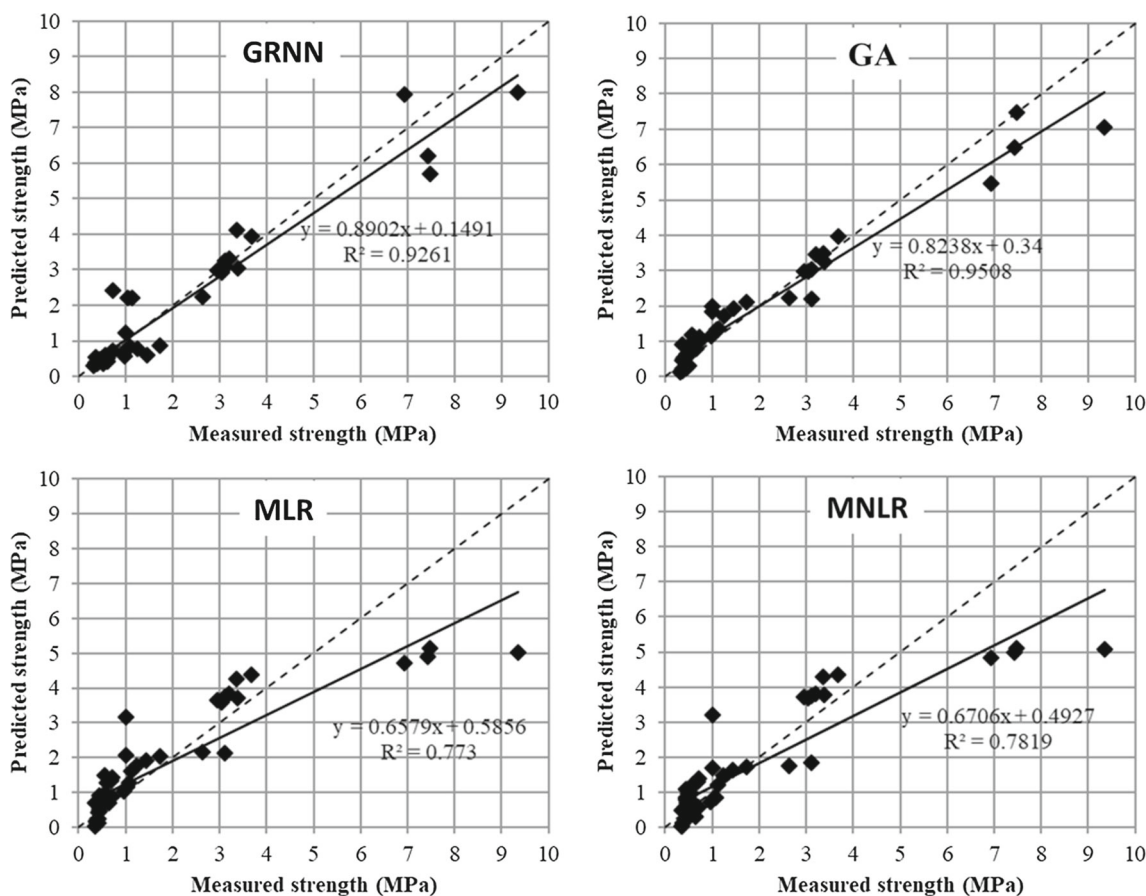 GRNN
Predicted strength (MPa)
10
9
8
7
6
5
4
3
2
1
0
y = 0.8902x + 0.1491
R² = 0.9261
0 1 2 3 4 5 6 7 8 9 10
Measured strength (MPa)
GA
Predicted strength (MPa)
10
9
8
7
6
5
4
3
2
1
0
y = 0.8238x + 0.34
R² = 0.9508
0 1 2 3 4 5 6 7 8 9 10
Measured strength (MPa)
MLR
Predicted strength (MPa)
10
9
8
7
6
5
4
3
2
1
0
y = 0.6579x + 0.5856
R² = 0.773
0 1 2 3 4 5 6 7 8 9 10
Measured strength (MPa)
MNLR
Predicted strength (MPa)
10
9
8
7
6
5
4
3
2
1
0
y = 0.6706x + 0.4927
R² = 0.7819
0 1 2 3 4 5 6 7 8 9 10
Measured strength (MPa)